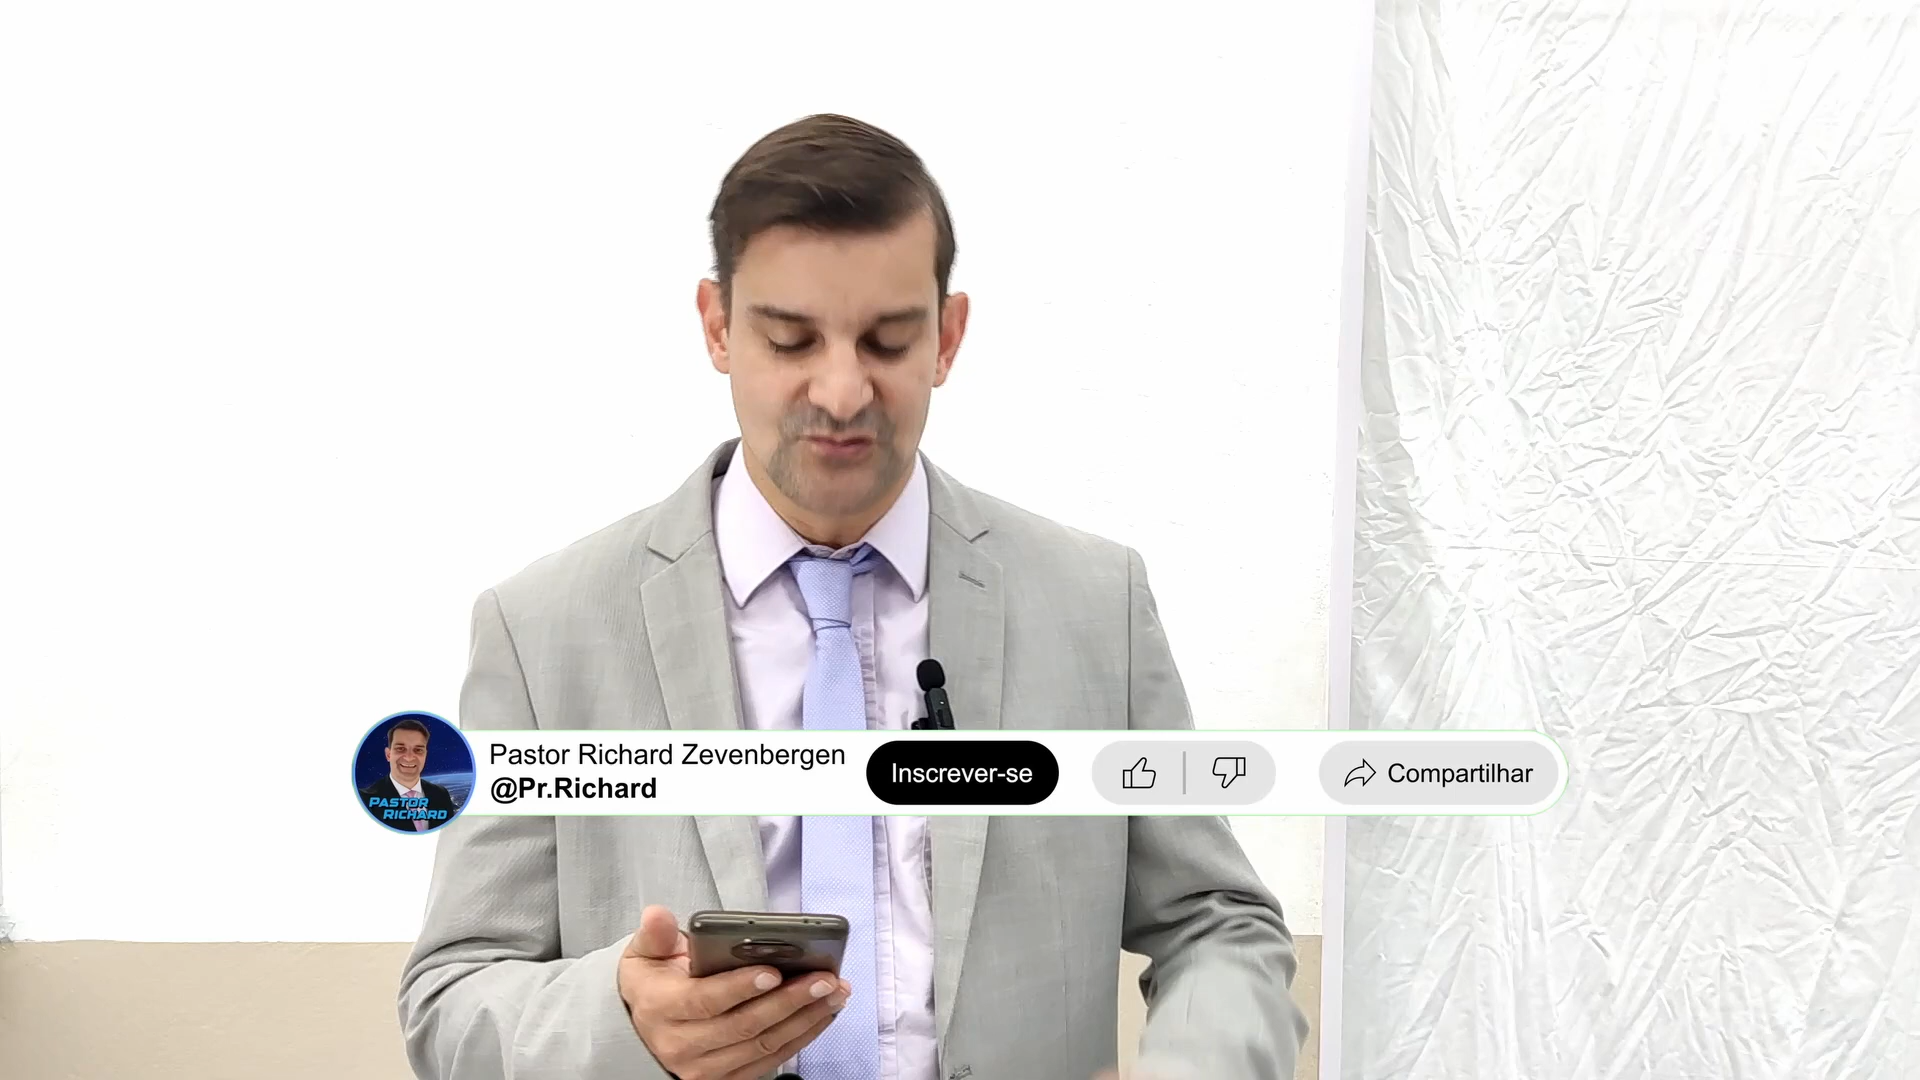 Pastor Richard Zevenbergen
@Pr.Richard
Inscrever-se
Compartilhar
PASTOR
RICHARD